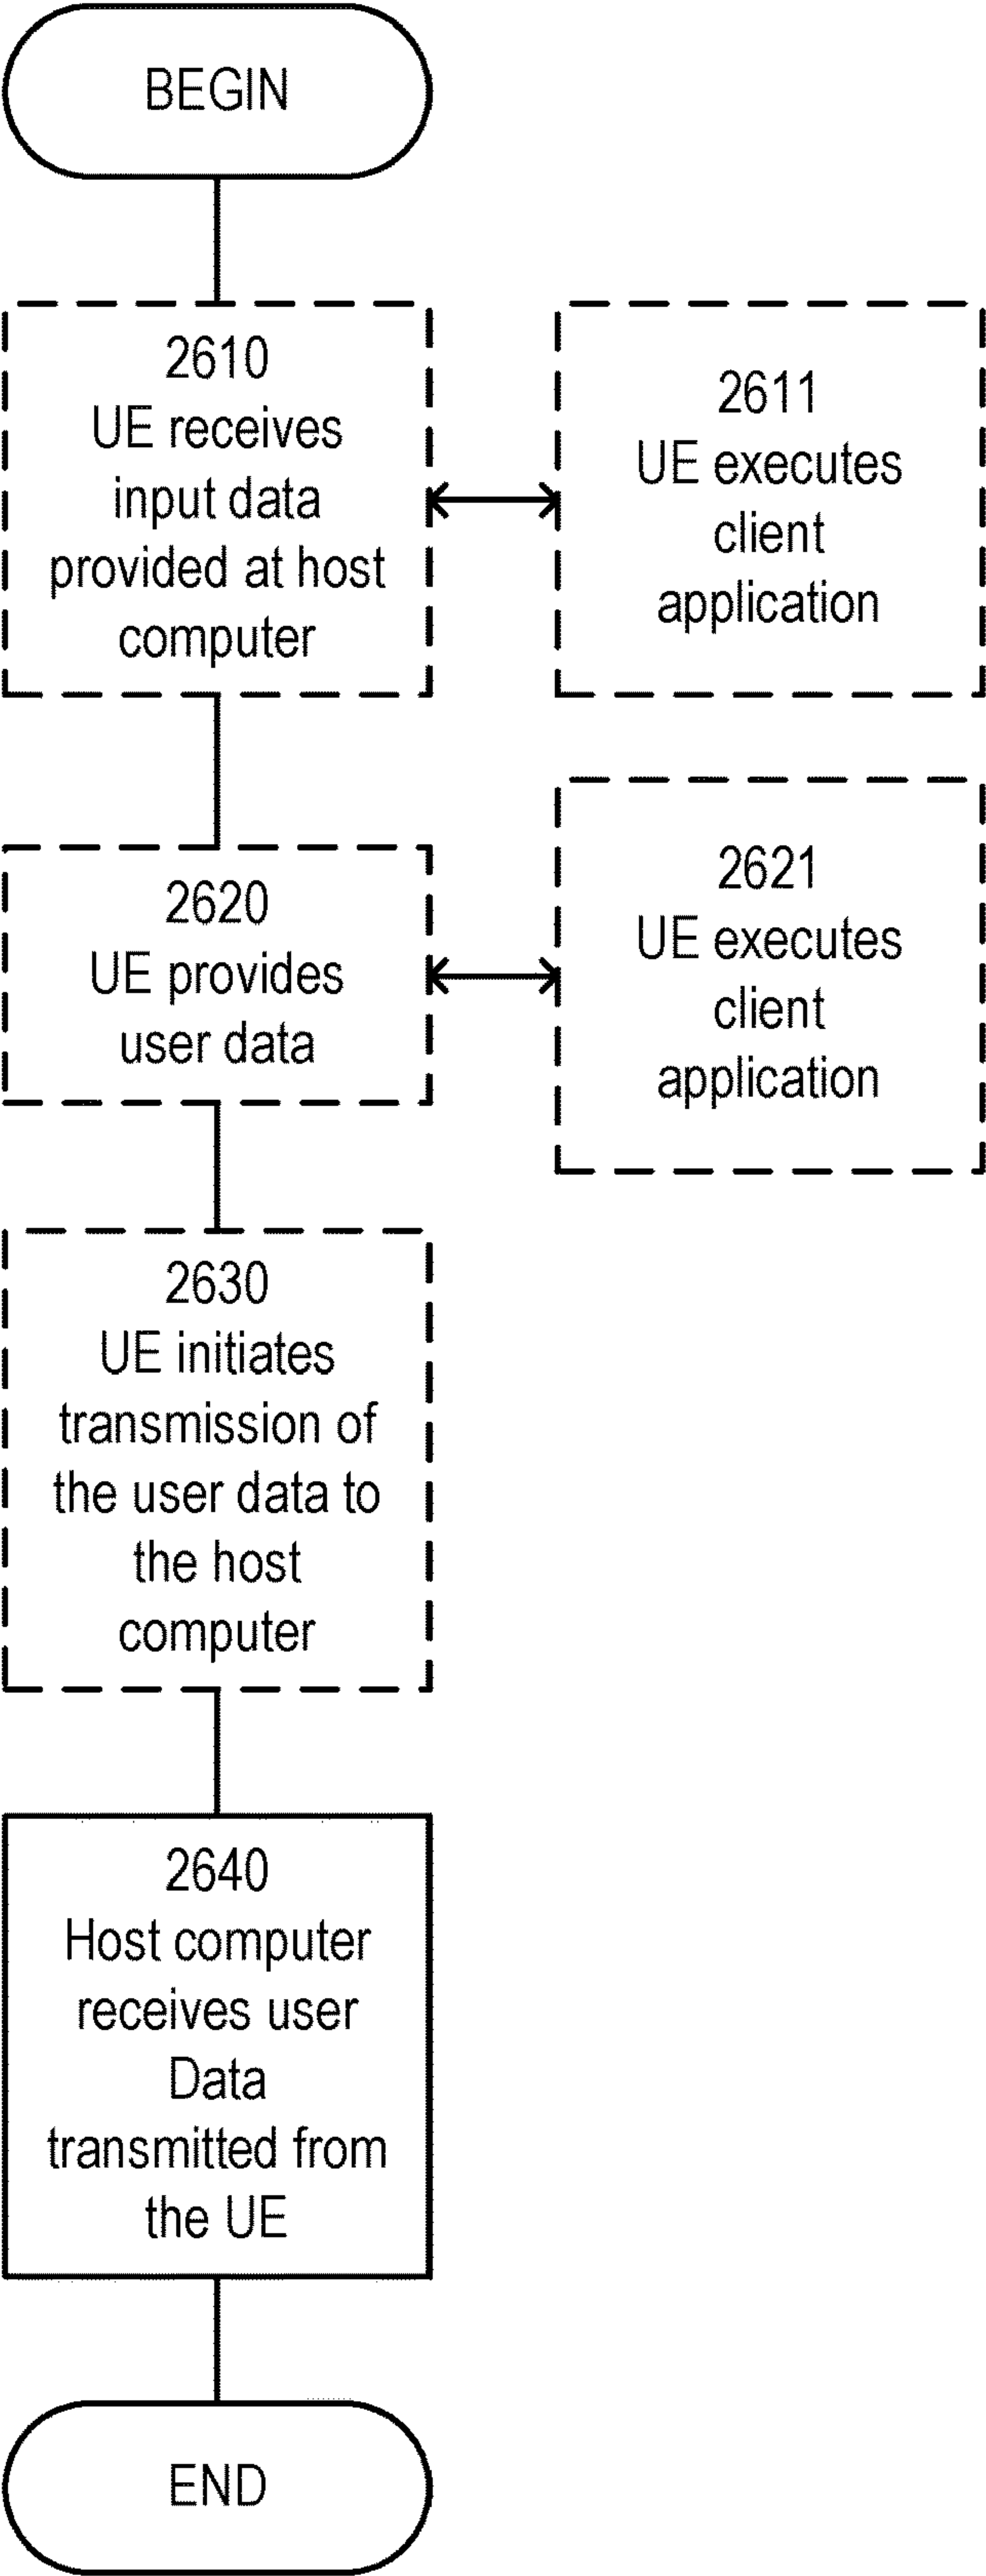 BEGIN
2610
UE receives
input data
provided at host
computer
2611
UE executes
client
application
2620
UE provides
user data
2621
UE executes
client
application
2630
UE initiates
transmission of
the user data to
the host
computer
2640
Host computer
receives user
Data
transmitted from
the UE
END